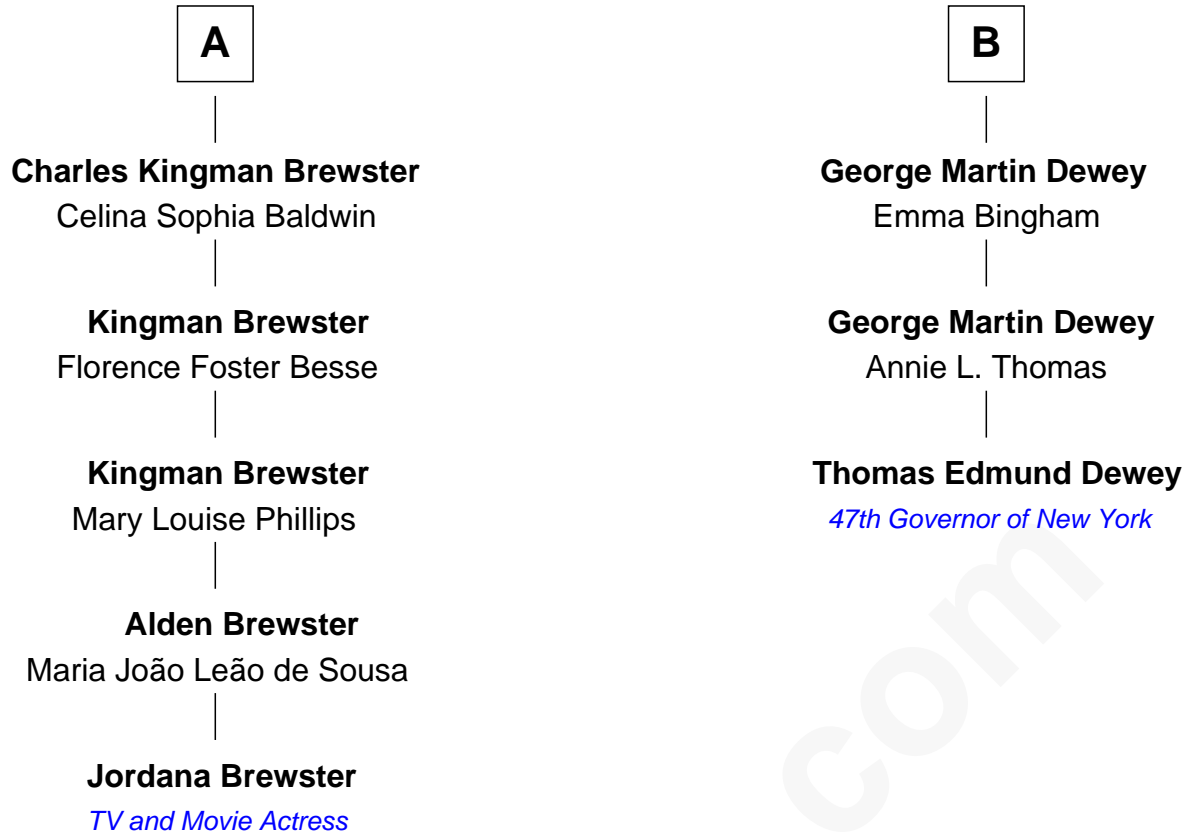 A
Charles Kingman Brewster
Celina Sophia Baldwin
Kingman Brewster
Florence Foster Besse
Kingman Brewster
Mary Louise Phillips
Alden Brewster
Maria João Leão de Sousa
Jordana Brewster
TV and Movie Actress
B
George Martin Dewey
Emma Bingham
George Martin Dewey
Annie L. Thomas
Thomas Edmund Dewey
47th Governor of New York
com